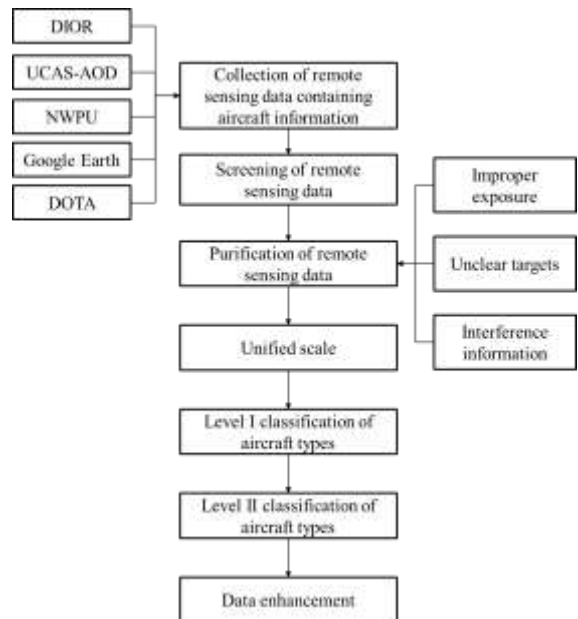 DIOR
UCAS-AOD
NWPU
Google Earth
DOTA
Collection of remote
sensing data containing
aircraft information
Screening of remote
sensing data
Purification of remote
sensing data
Improper
exposure
Unclear targets
Interference
information
Unified scale
Level I classification of
aircraft types
Level II classification of
aircraft types
Data enhancement